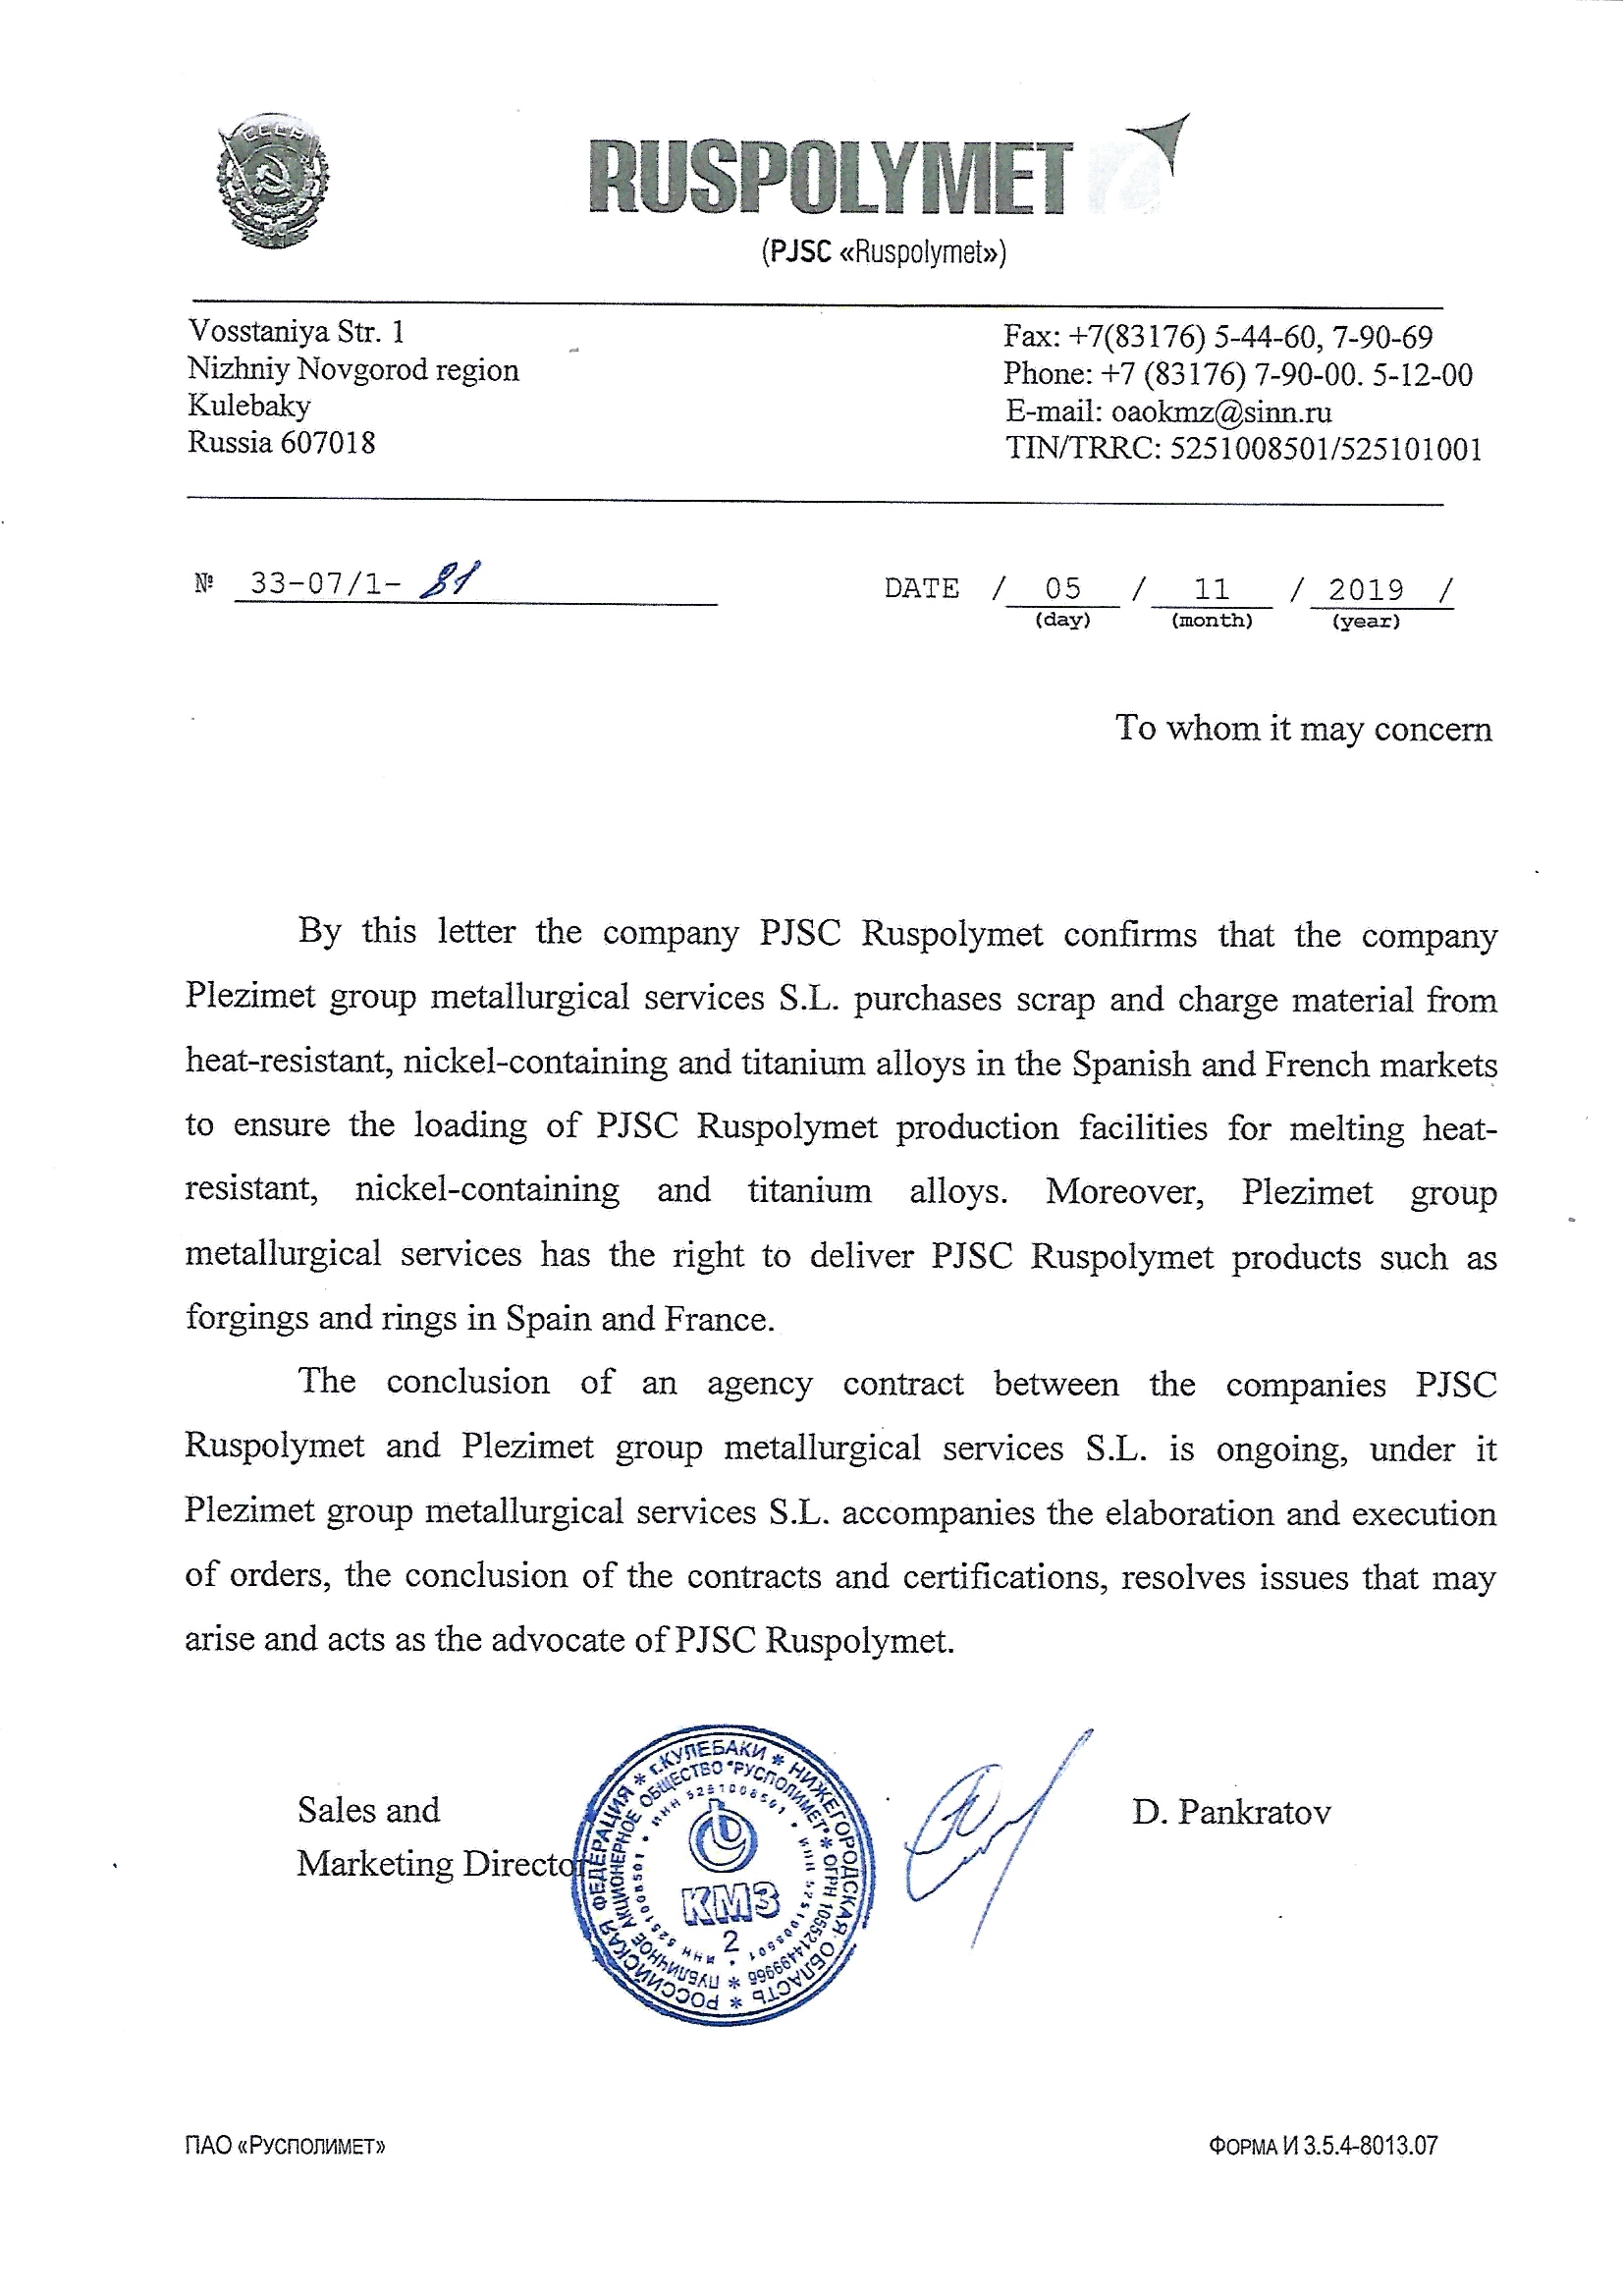 СССР
RUSPOLYMET
(PJSC «Ruspolymet»)
Vosstaniya Str. 1
Nizhniy Novgorod region
Kulebaky
Russia 607018
Fax: +7(83176) 5-44-60, 7-90-69
Phone: +7 (83176) 7-90-00. 5-12-00
E-mail: oaokmz@sinn.ru
TIN/TRRC: 5251008501/525101001
№ 33-07/1- 81
DATE / 05 / 11 / 2019 /
(day) (month) (year)
To whom it may concern
By this letter the company PJSC Ruspolymet confirms that the company
Plezimet group metallurgical services S.L. purchases scrap and charge material from
heat-resistant, nickel-containing and titanium alloys in the Spanish and French markets
to ensure the loading of PJSC Ruspolymet production facilities for melting heat-
resistant, nickel-containing and titanium alloys. Moreover, Plezimet group
metallurgical services has the right to deliver PJSC Ruspolymet products such as
forgings and rings in Spain and France.
The conclusion of an agency contract between the companies PJSC
Ruspolymet and Plezimet group metallurgical services S.L. is ongoing, under it
Plezimet group metallurgical services S.L. accompanies the elaboration and execution
of orders, the conclusion of the contracts and certifications, resolves issues that may
arise and acts as the advocate of PJSC Ruspolymet.
Sales and
Marketing Director
D. Pankratov
РОССИЙСКАЯ ФЕДЕРАЦИЯ * г.КУЛЕБАКИ * НИЖЕГОРОДСКАЯ ОБЛАСТЬ *
ПУБЛИЧНОЕ АКЦИОНЕРНОЕ ОБЩЕСТВО "РУСПОЛИМЕТ" * ОГРН 1055214499966 *
ИНН 5251008501 • ИНН 5251008501 • ИНН 5251008501 •
КМЗ
2
ПАО «РУСПОЛИМЕТ»
ФОРМА И 3.5.4-8013.07